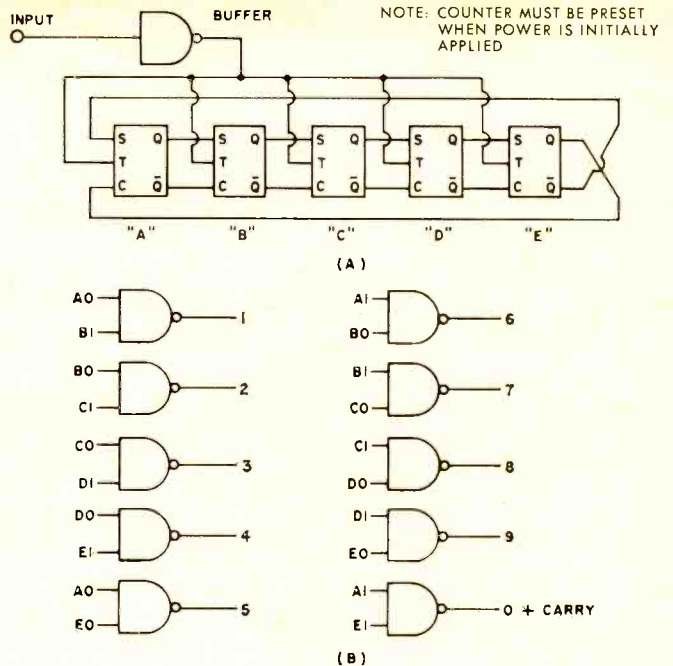 INPUT
BUFFER
NOTE: COUNTER MUST BE PRESET
WHEN POWER IS INITIALLY
APPLIED
S Q S Q S Q S Q S Q
T T T T T
C Q̅ C Q̅ C Q̅ C Q̅ C Q̅
"A" "B" "C" "D" "E"
(A)
A0
B1
1
A1
B0
6
B0
C1
2
B1
C0
7
C0
D1
3
C1
D0
8
D0
E1
4
D1
E0
9
A0
E0
5
A1
E1
0 + CARRY
(B)